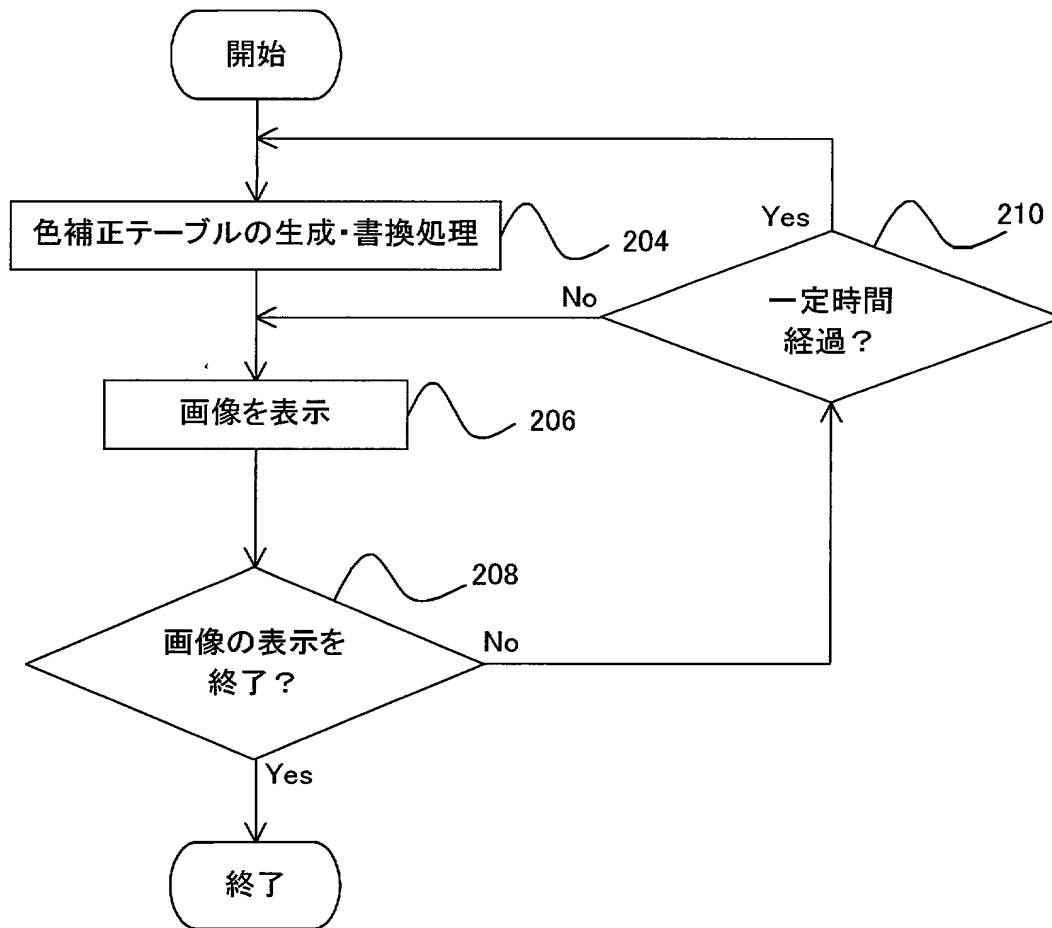 開始
色補正テーブルの生成・書換処理
204
Yes
210
No
一定時間
経過？
画像を表示
206
208
画像の表示を
終了？
No
Yes
終了